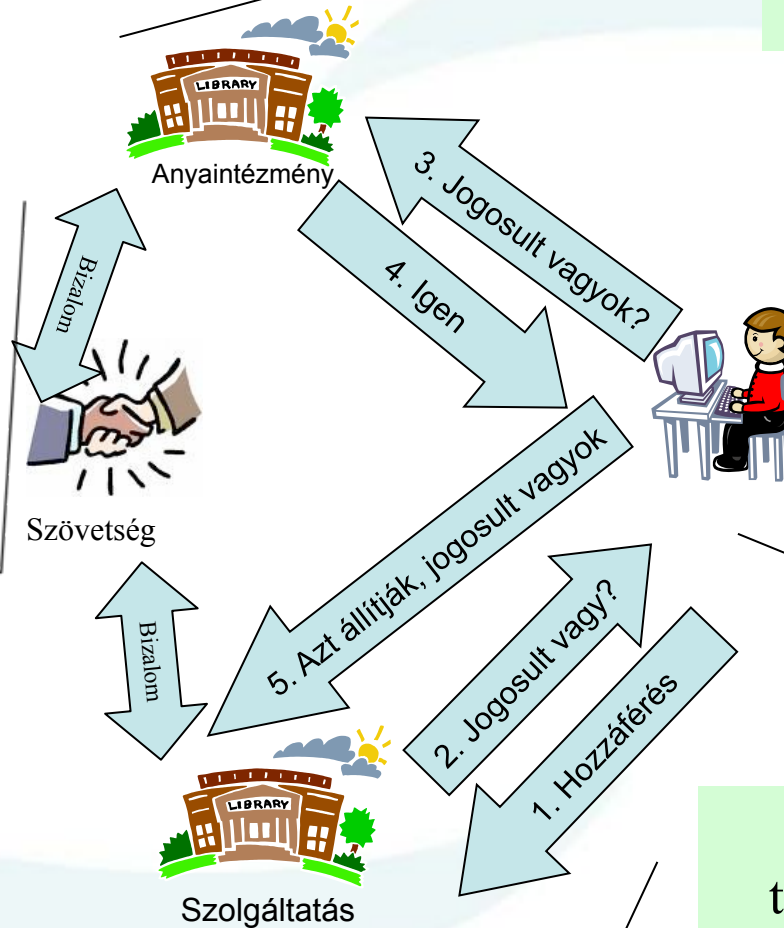 LIBRARY
Anyaintézmény
3. Jogosult vagyok?
4. Igen
Bizalom
Szövetség
5. Azt állítják, jogosult vagyok
2. Jogosult vagy?
1. Hozzáférés
Bizalom
LIBRARY
Szolgáltatás
t